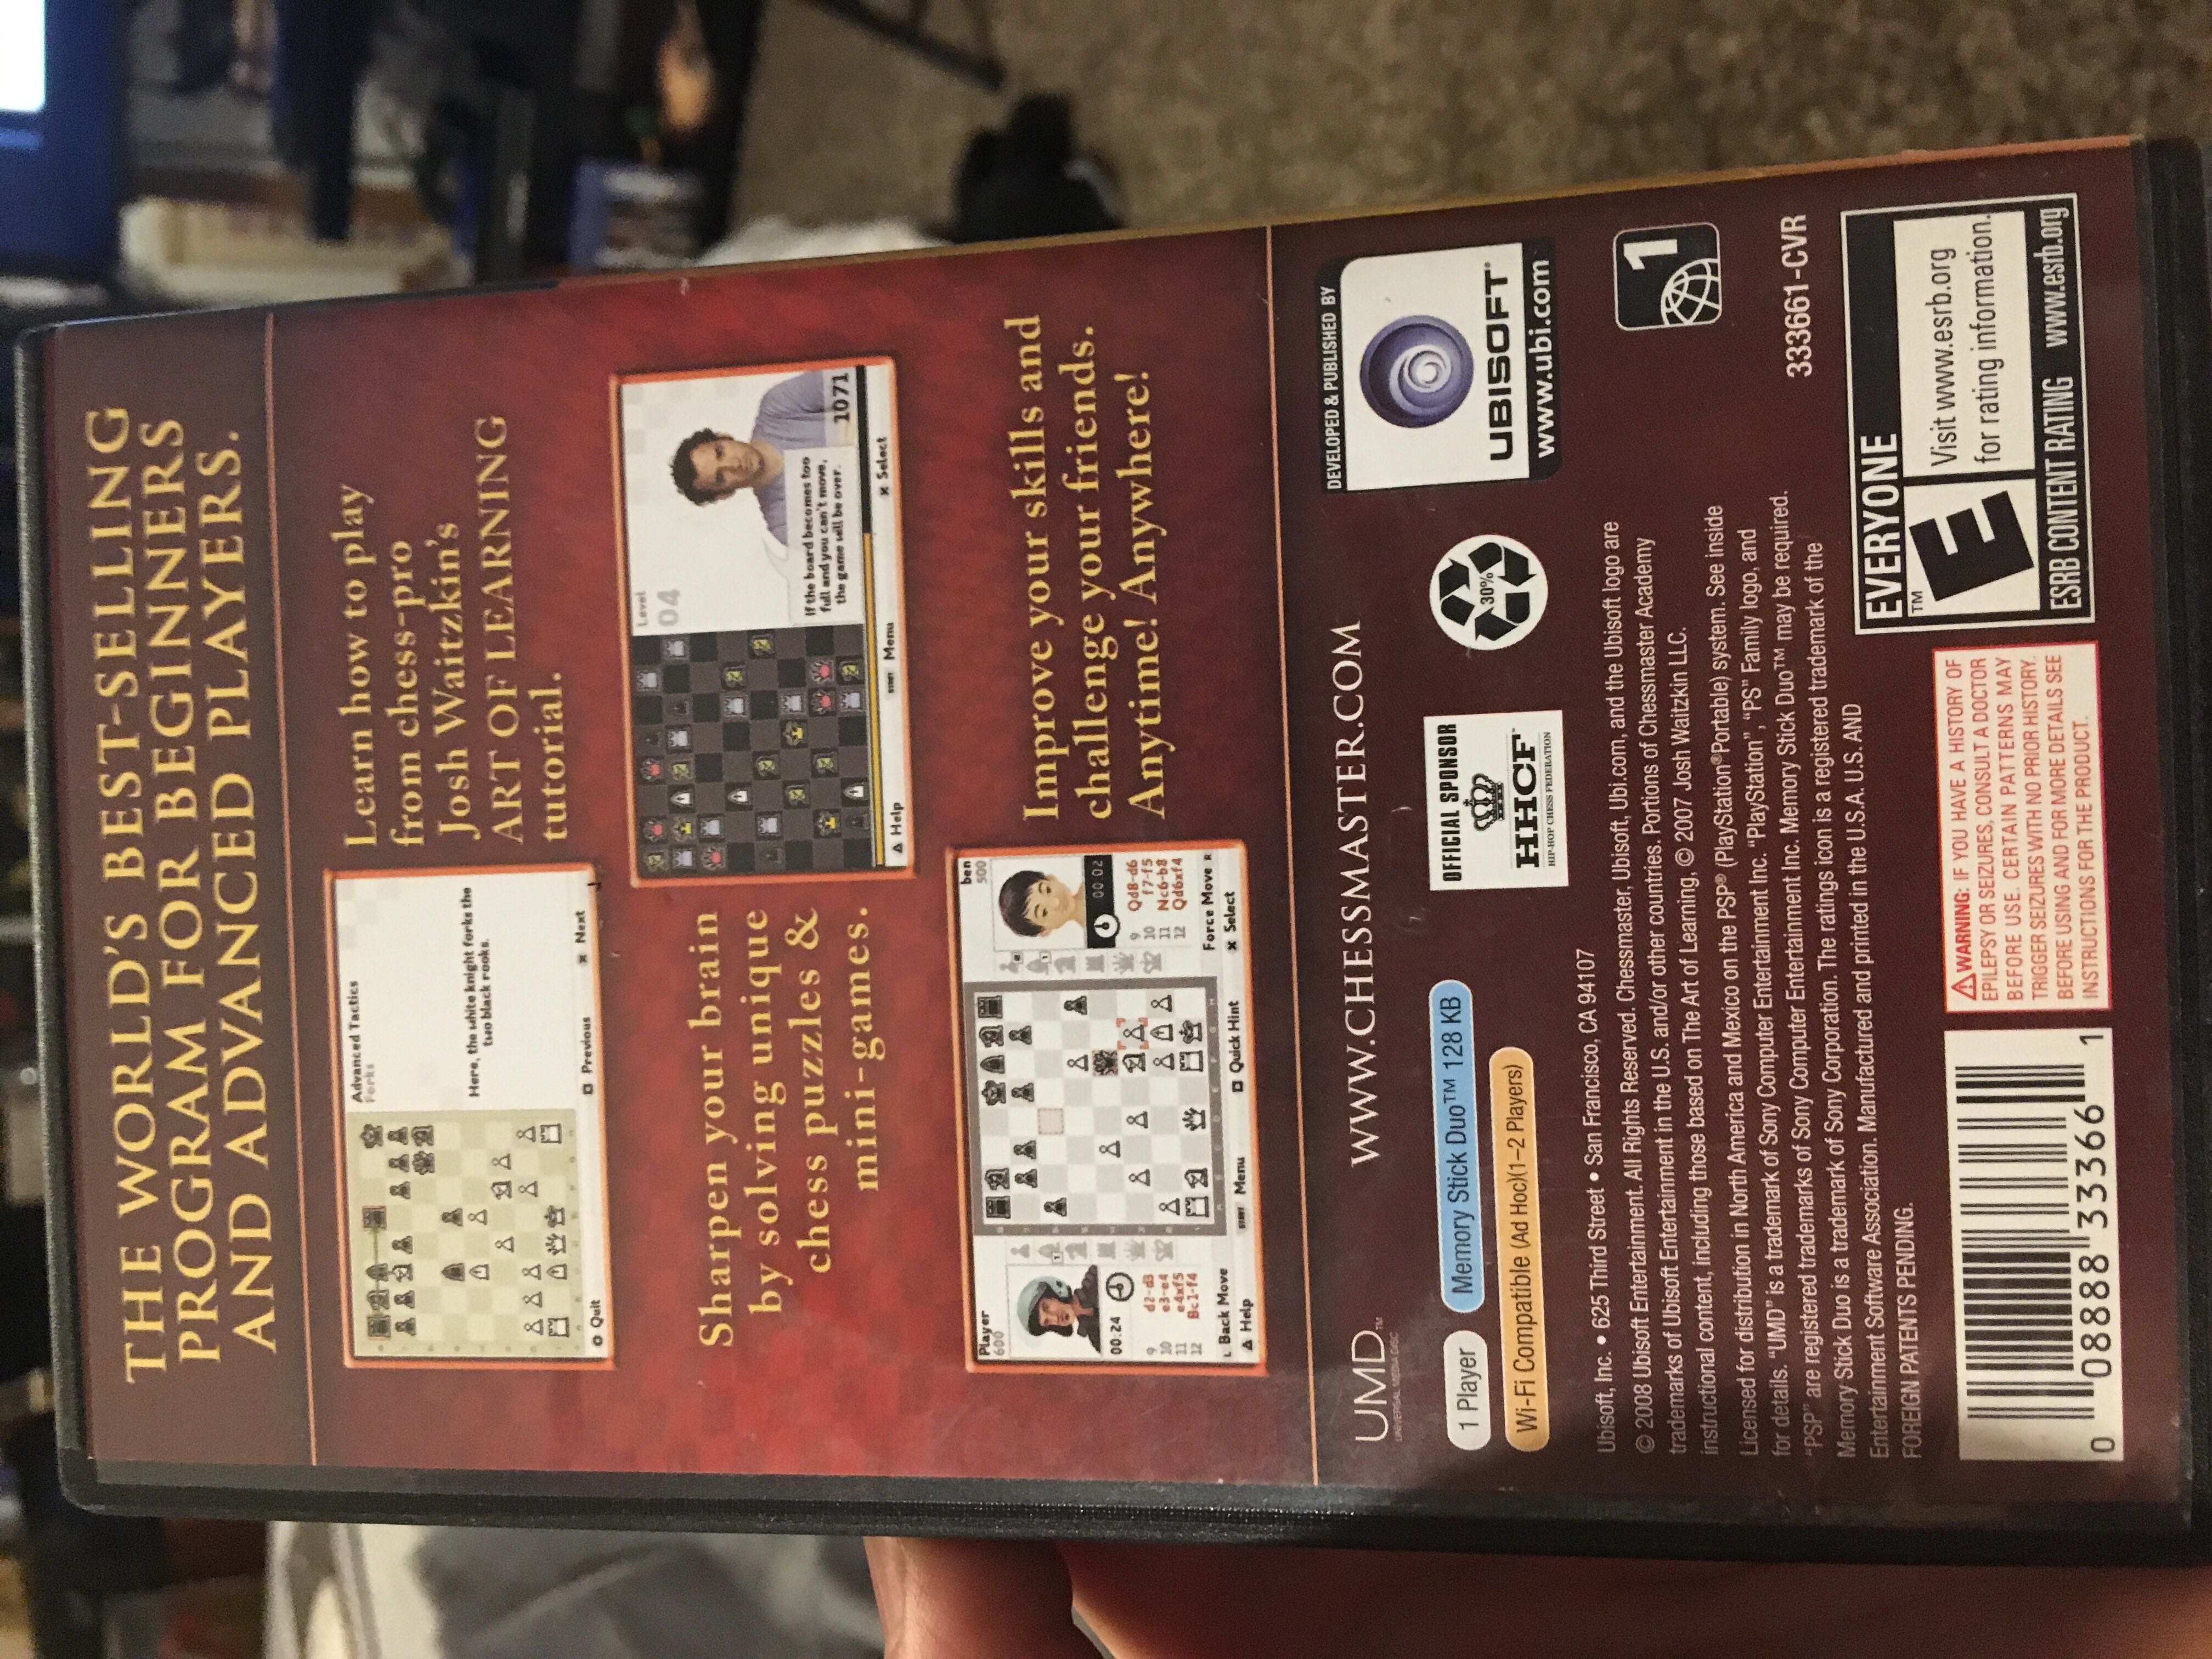 THE WORLD'S BEST-SELLING
PROGRAM FOR BEGINNERS
AND ADVANCED PLAYERS.
Advanced Tactics
Forks
Here, the white knight forks the
two black rooks.
Quit
Previous
Next
Learn how to play
from chess-pro
Josh Waitzkin's
ART OF LEARNING
tutorial.
Sharpen your brain
by solving unique
chess puzzles &
mini-games.
Level
04
If the board becomes too
full and you can't move,
the game will be over.
1071
Help
START Menu
Select
Player
600
00:24
9 d2-d3
10 e3-e4
11 e4xf5
12 Bc1-f4
L Back Move
Help
START Menu
Quick Hint
Select
ben
500
00 02
9 Qd8-d6
10 f7-f5
11 Nc6-b8
12 Qd6xf4
Force Move R
Improve your skills and
challenge your friends.
Anytime! Anywhere!
UMD™
UNIVERSAL MEDIA DISC
WWW.CHESSMASTER.COM
DEVELOPED & PUBLISHED BY
UBISOFT®
www.ubi.com
1 Player
Memory Stick Duo™ 128 KB
Wi-Fi Compatible (Ad Hoc)(1-2 Players)
OFFICIAL SPONSOR
HHCF
HIP-HOP CHESS FEDERATION
30%
1
Ubisoft, Inc. • 625 Third Street • San Francisco, CA 94107
© 2008 Ubisoft Entertainment. All Rights Reserved. Chessmaster, Ubisoft, Ubi.com, and the Ubisoft logo are
trademarks of Ubisoft Entertainment in the U.S. and/or other countries. Portions of Chessmaster Academy
instructional content, including those based on The Art of Learning, © 2007 Josh Waitzkin LLC.
Licensed for distribution in North America and Mexico on the PSP® (PlayStation®Portable) system. See inside
for details. "UMD" is a trademark of Sony Computer Entertainment Inc. "PlayStation", "PS" Family logo, and
"PSP" are registered trademarks of Sony Computer Entertainment Inc. Memory Stick Duo™ may be required.
Memory Stick Duo is a trademark of Sony Corporation. The ratings icon is a registered trademark of the
Entertainment Software Association. Manufactured and printed in the U.S.A. U.S. AND
FOREIGN PATENTS PENDING.
333661-CVR
0 08888 33366 1
WARNING: IF YOU HAVE A HISTORY OF
EPILEPSY OR SEIZURES, CONSULT A DOCTOR
BEFORE USE. CERTAIN PATTERNS MAY
TRIGGER SEIZURES WITH NO PRIOR HISTORY.
BEFORE USING AND FOR MORE DETAILS SEE
INSTRUCTIONS FOR THE PRODUCT.
EVERYONE
™
E
Visit www.esrb.org
for rating information.
ESRB CONTENT RATING www.esrb.org